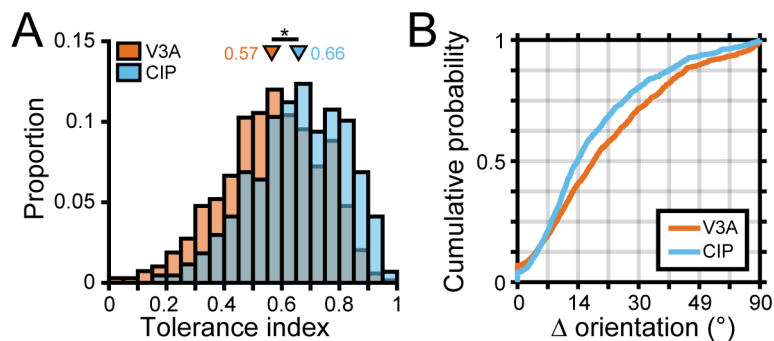 A
V3A
CIP
0.57
*
0.66
Proportion
0.15
0.1
0.05
0
0
0.2
0.4
0.6
0.8
1
Tolerance index
B
Cumulative probability
1
0.5
0
V3A
CIP
0
14
30
49
90
Δ orientation (°)